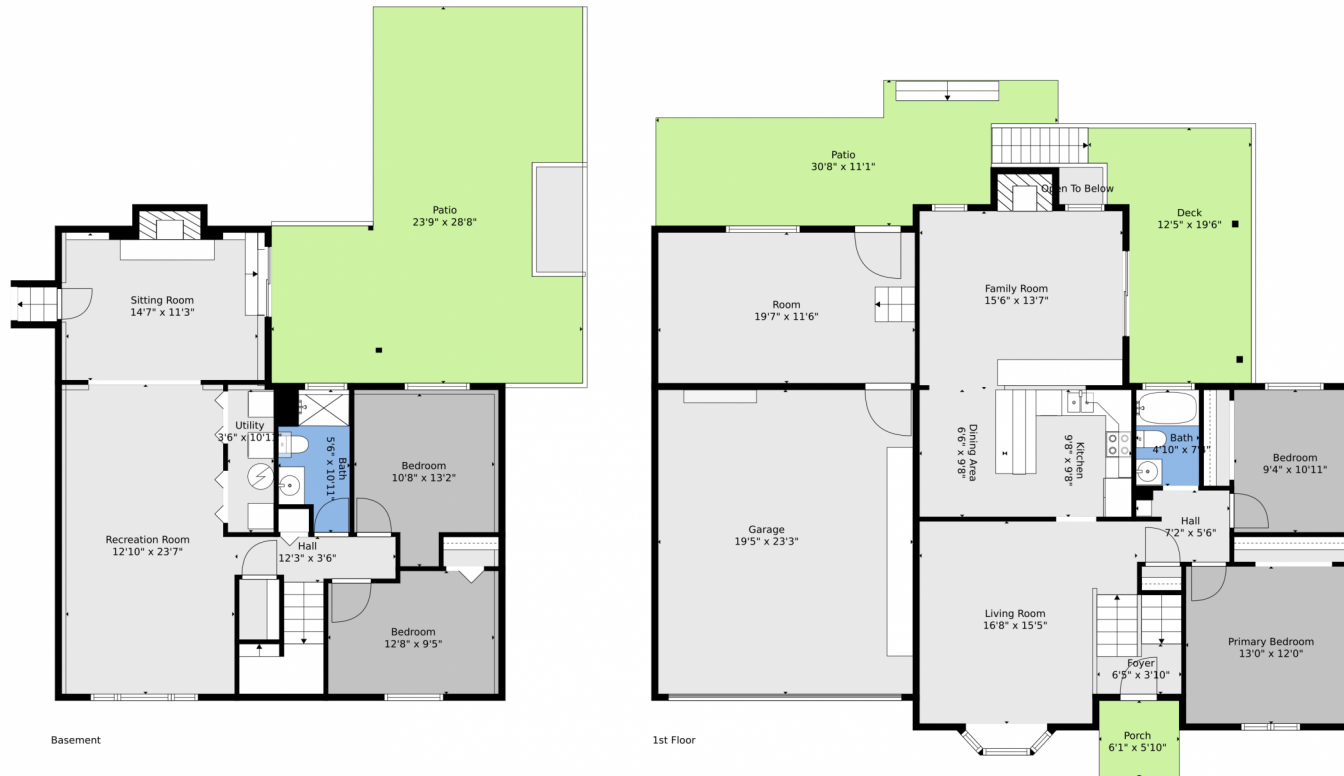 Patio
23'9" x 28'8"
Sitting Room
14'7" x 11'3"
Utility
3'6" x 10'11"
Bath
5'6" x 10'11"
Bedroom
10'8" x 13'2"
Recreation Room
12'10" x 23'7"
Hall
12'3" x 3'6"
Bedroom
12'8" x 9'5"
Basement
Patio
30'8" x 11'1"
Open To Below
Deck
12'5" x 19'6"
Room
19'7" x 11'6"
Family Room
15'6" x 13'7"
Dining Area
6'6" x 9'8"
Kitchen
9'8" x 9'8"
Bath
4'10" x 7'4"
Bedroom
9'4" x 10'11"
Garage
19'5" x 23'3"
Hall
7'2" x 5'6"
Living Room
16'8" x 15'5"
Foyer
6'5" x 3'10"
Primary Bedroom
13'0" x 12'0"
Porch
6'1" x 5'10"
1st Floor